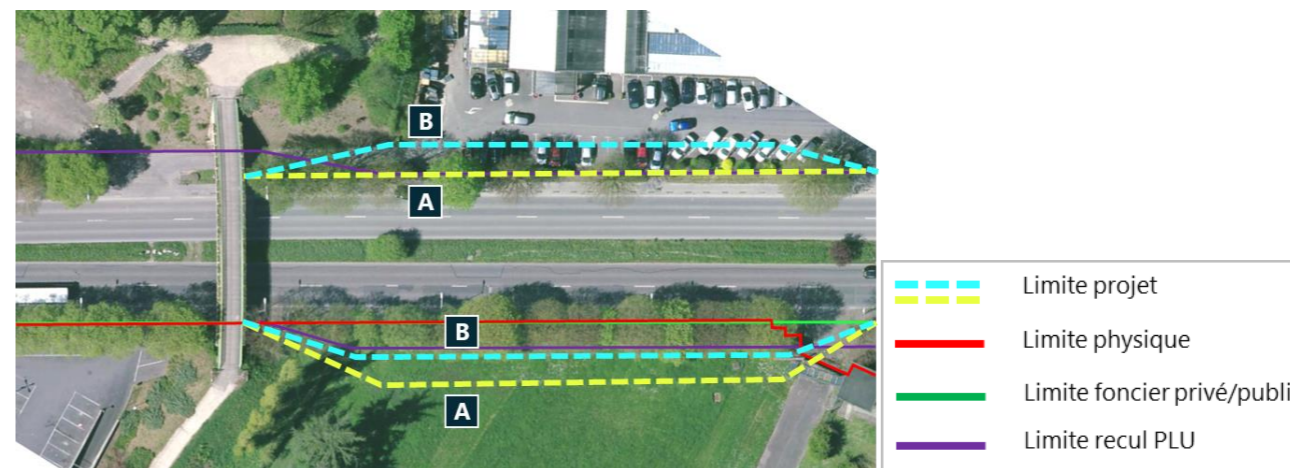 B
A
B
A
Limite projet
Limite physique
Limite foncier privé/publi
Limite recul PLU